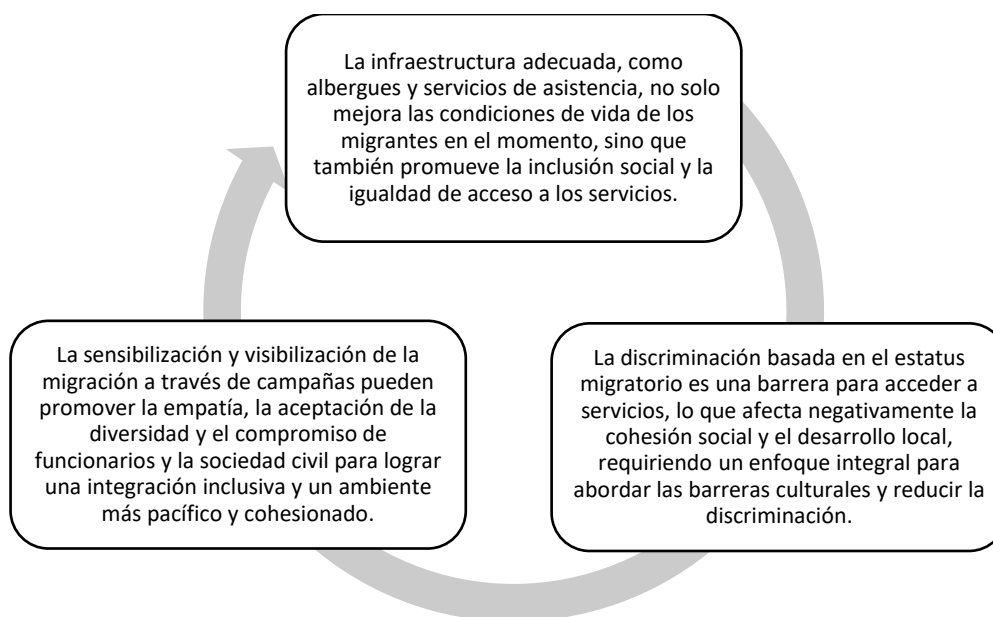 La infraestructura adecuada, como
albergues y servicios de asistencia, no solo
mejora las condiciones de vida de los
migrantes en el momento, sino que
también promueve la inclusión social y la
igualdad de acceso a los servicios.
La discriminación basada en el estatus
migratorio es una barrera para acceder a
servicios, lo que afecta negativamente la
cohesión social y el desarrollo local,
requiriendo un enfoque integral para
abordar las barreras culturales y reducir la
discriminación.
La sensibilización y visibilización de la
migración a través de campañas pueden
promover la empatía, la aceptación de la
diversidad y el compromiso de
funcionarios y la sociedad civil para lograr
una integración inclusiva y un ambiente
más pacífico y cohesionado.